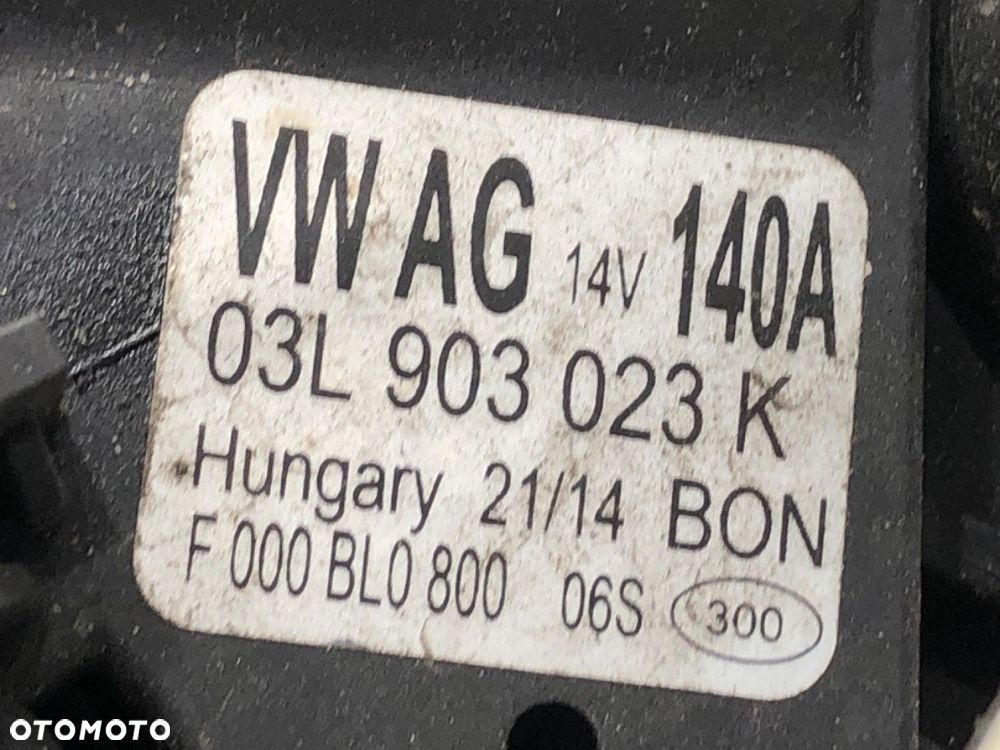 VW AG 14V 140A
03L 903 023 K
Hungary 21/14 BON
F 000 BL0 800 06S 300
OTOMOTO